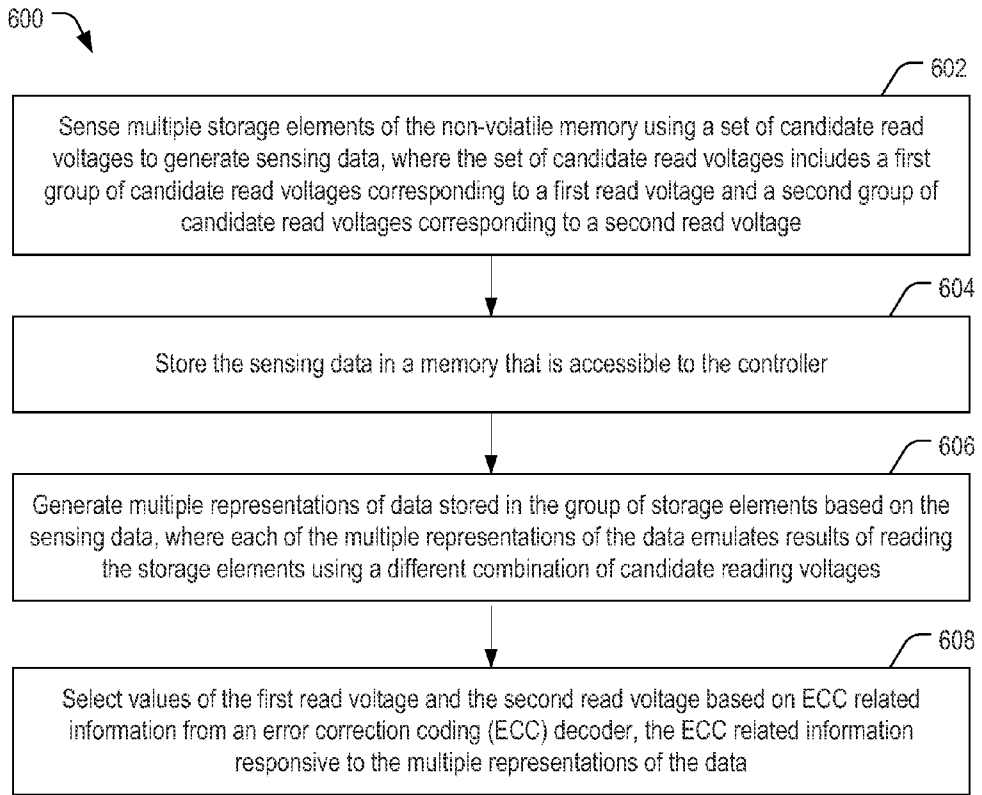 600
602
Sense multiple storage elements of the non-volatile memory using a set of candidate read
voltages to generate sensing data, where the set of candidate read voltages includes a first
group of candidate read voltages corresponding to a first read voltage and a second group of
candidate read voltages corresponding to a second read voltage
604
Store the sensing data in a memory that is accessible to the controller
606
Generate multiple representations of data stored in the group of storage elements based on the
sensing data, where each of the multiple representations of the data emulates results of reading
the storage elements using a different combination of candidate reading voltages
608
Select values of the first read voltage and the second read voltage based on ECC related
information from an error correction coding (ECC) decoder, the ECC related information
responsive to the multiple representations of the data